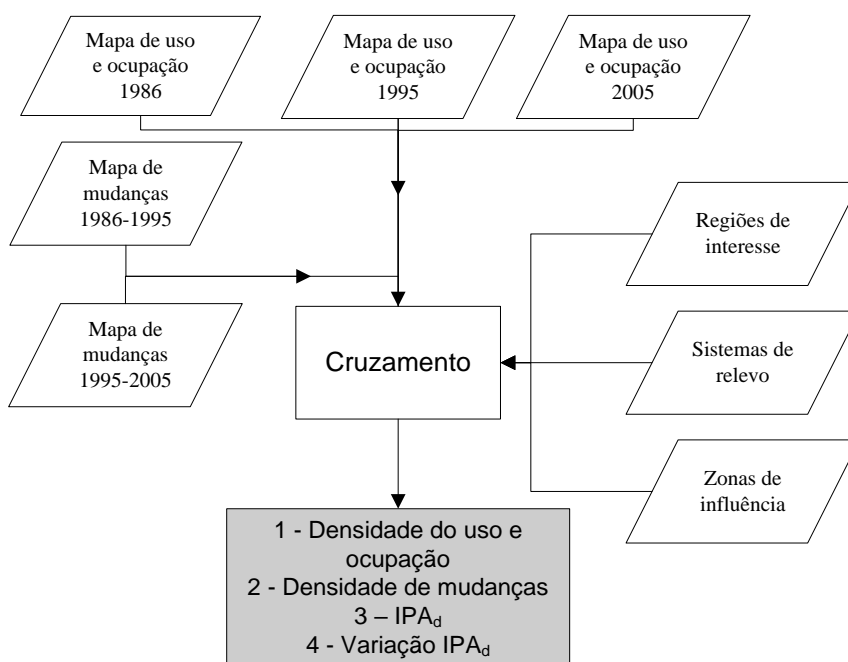 Mapa de uso
e ocupação
1986
Mapa de uso
e ocupação
1995
Mapa de uso
e ocupação
2005
Mapa de
mudanças
1986-1995
Mapa de
mudanças
1995-2005
Regiões de
interesse
Sistemas de
relevo
Zonas de
influência
Cruzamento
1 - Densidade do uso e
ocupação
2 - Densidade de mudanças
3 – IPAd
4 - Variação IPAd